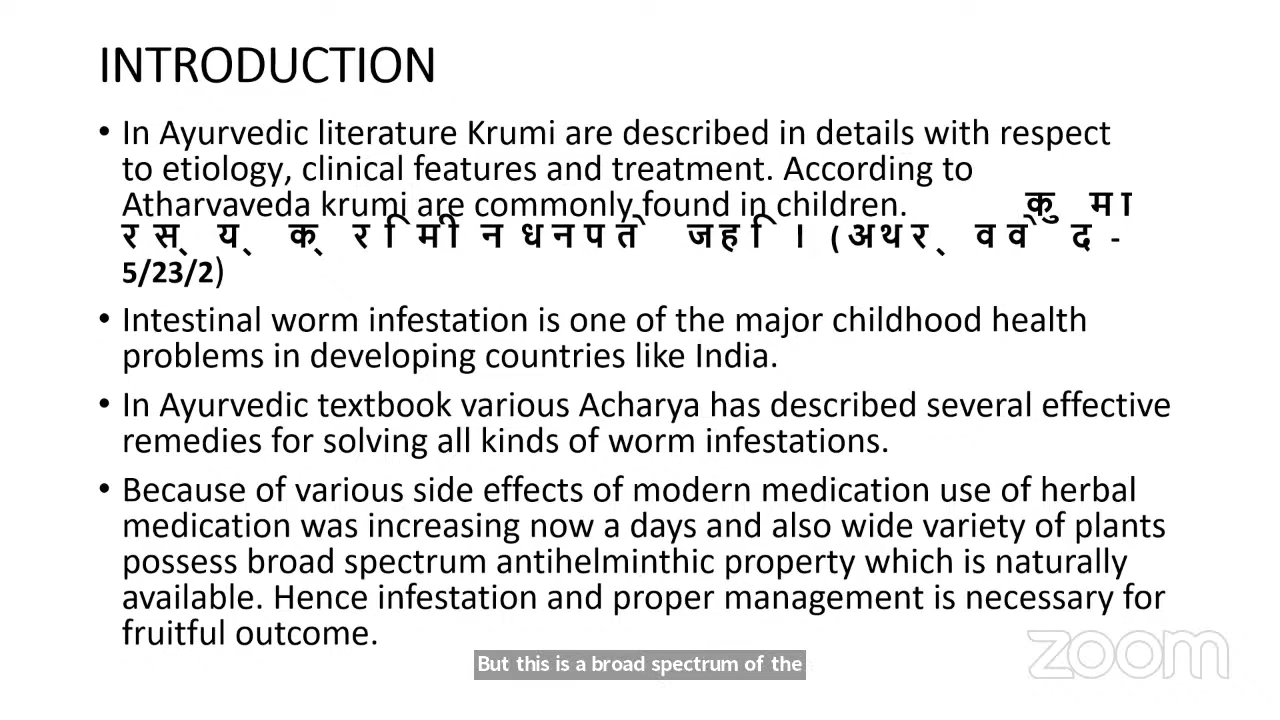 INTRODUCTION
• In Ayurvedic literature Krumi are described in details with respect
to etiology, clinical features and treatment. According to
Atharvaveda krumi are commonly found in children. कुमा
रस्य क्रिमीन धनपते जहि । (अथर्ववेद -
5/23/2)
• Intestinal worm infestation is one of the major childhood health
problems in developing countries like India.
• In Ayurvedic textbook various Acharya has described several effective
remedies for solving all kinds of worm infestations.
• Because of various side effects of modern medication use of herbal
medication was increasing now a days and also wide variety of plants
possess broad spectrum antihelminthic property which is naturally
available. Hence infestation and proper management is necessary for
fruitful outcome.
zoom
But this is a broad spectrum of the